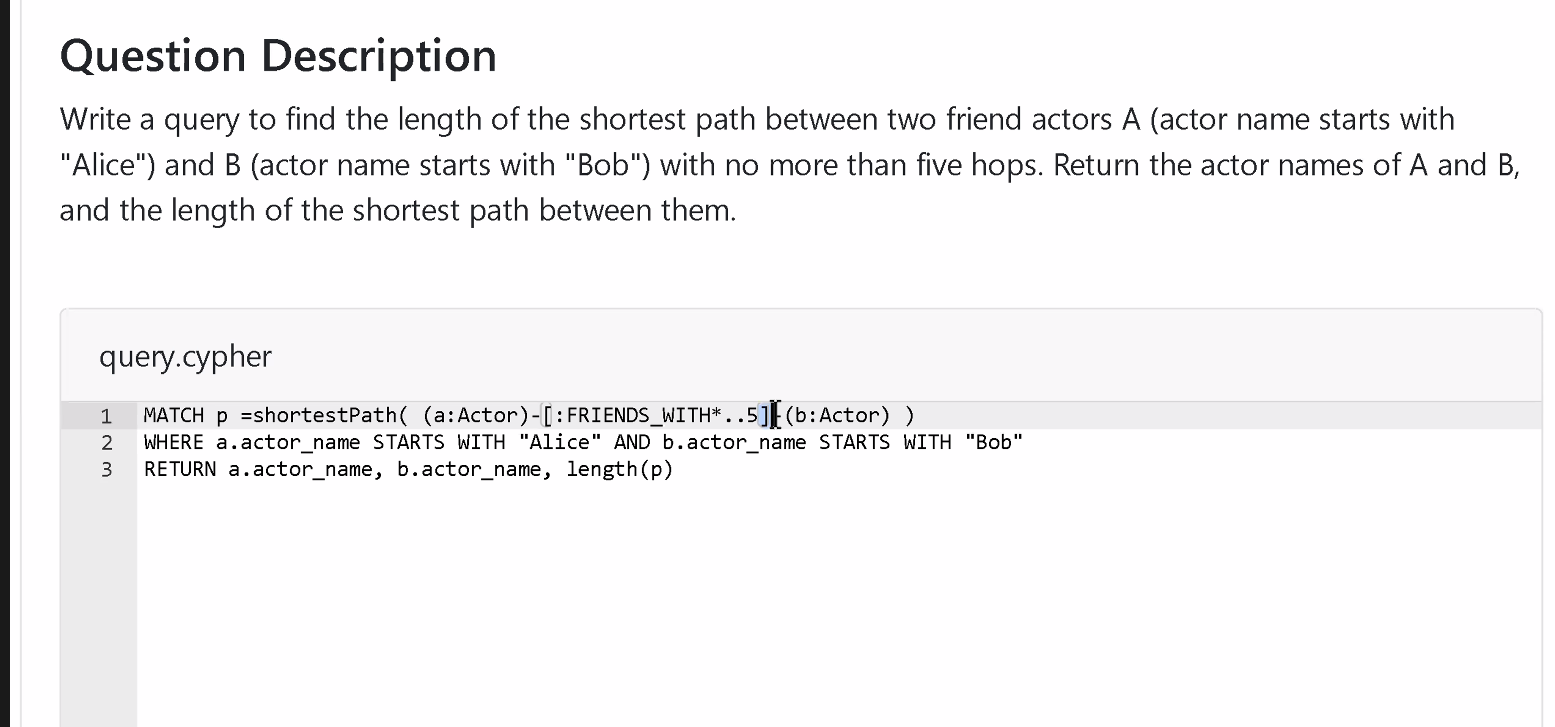 Question Description
Write a query to find the length of the shortest path between two friend actors A (actor name starts with
"Alice") and B (actor name starts with "Bob") with no more than five hops. Return the actor names of A and B,
and the length of the shortest path between them.
query.cypher
1 MATCH p =shortestPath( (a:Actor)-[:FRIENDS_WITH*..5]-(b:Actor) )
2 WHERE a.actor_name STARTS WITH "Alice" AND b.actor_name STARTS WITH "Bob"
3 RETURN a.actor_name, b.actor_name, length(p)